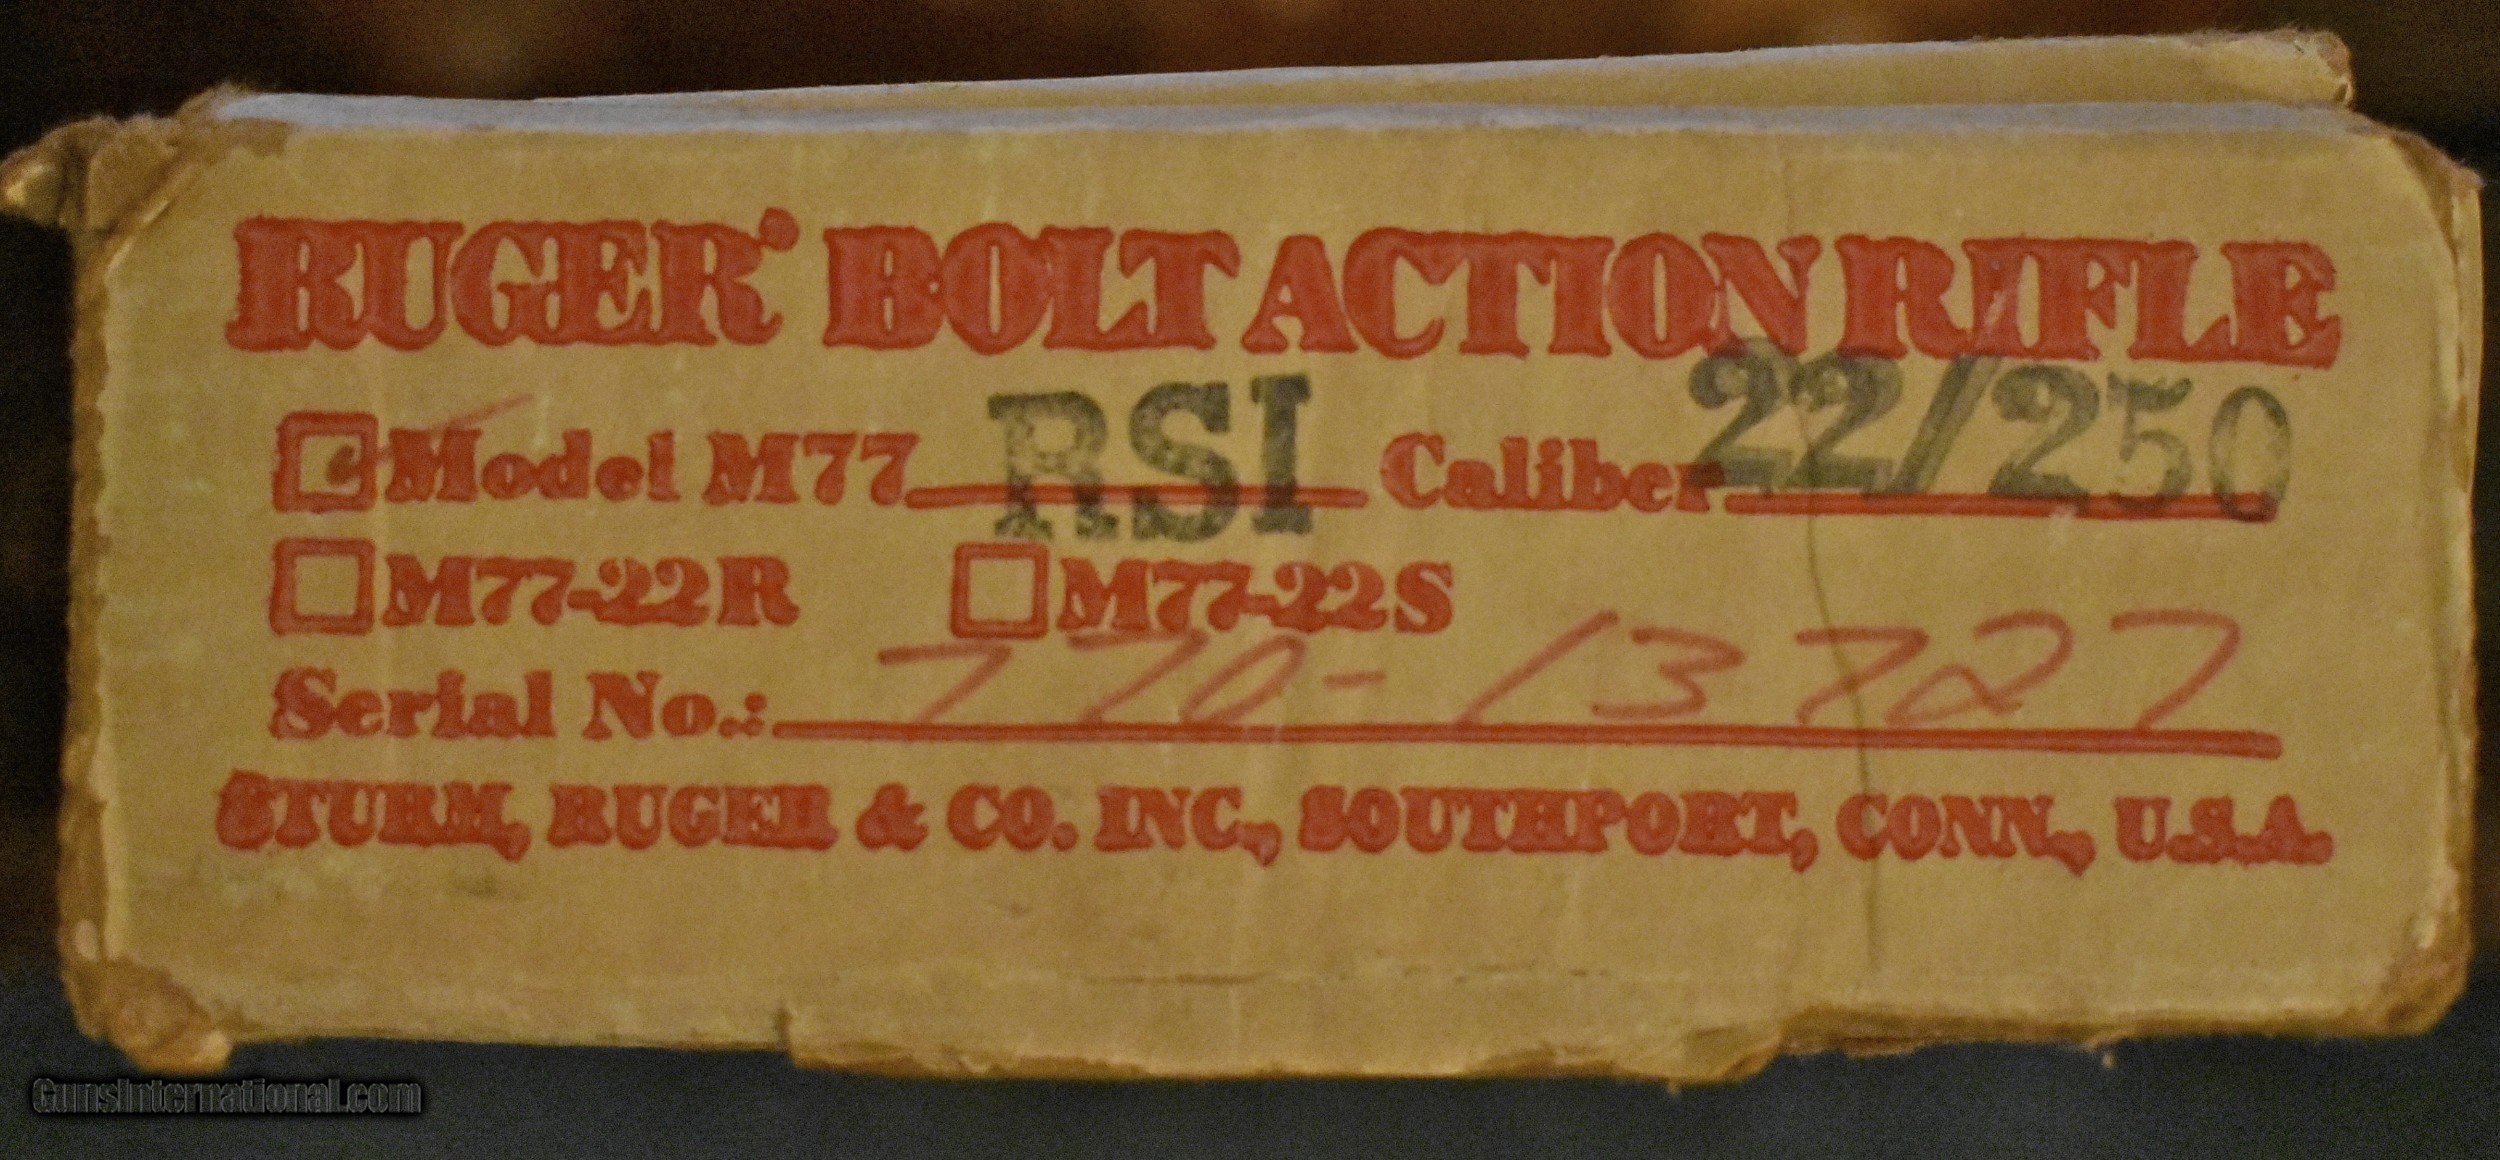 RUGER® BOLT ACTION RIFLE
Model M77 RSI Caliber 22/250
M77-22R M77-22S
Serial No.: 770-13727
STURM, RUGER & CO. INC., SOUTHPORT, CONN., U.S.A.
GunsInternational.com